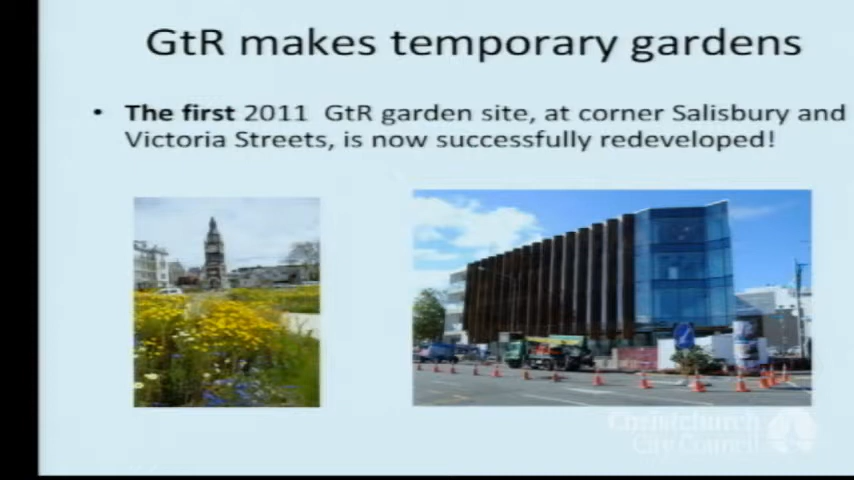 GtR makes temporary gardens
• The first 2011 GtR garden site, at corner Salisbury and
Victoria Streets, is now successfully redeveloped!
Christchurch
City Council